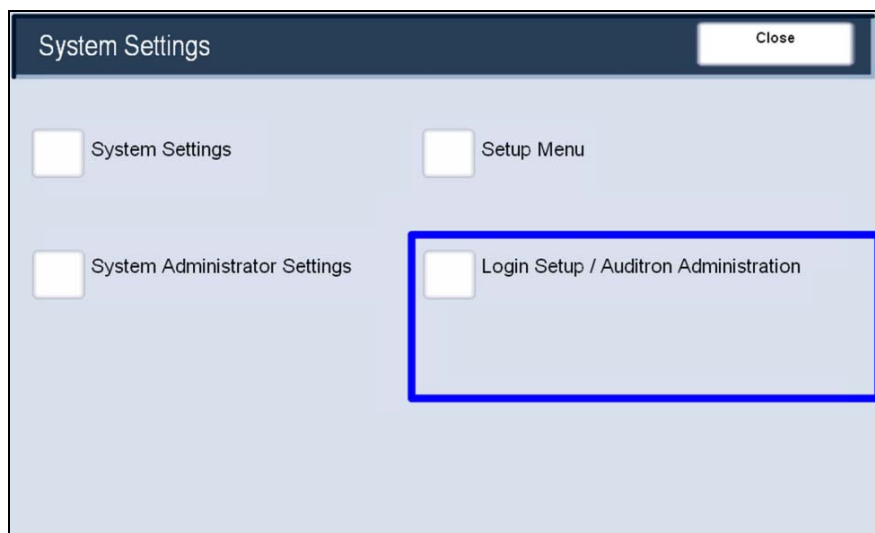 System Settings
Close
System Settings
Setup Menu
System Administrator Settings
Login Setup / Auditron Administration